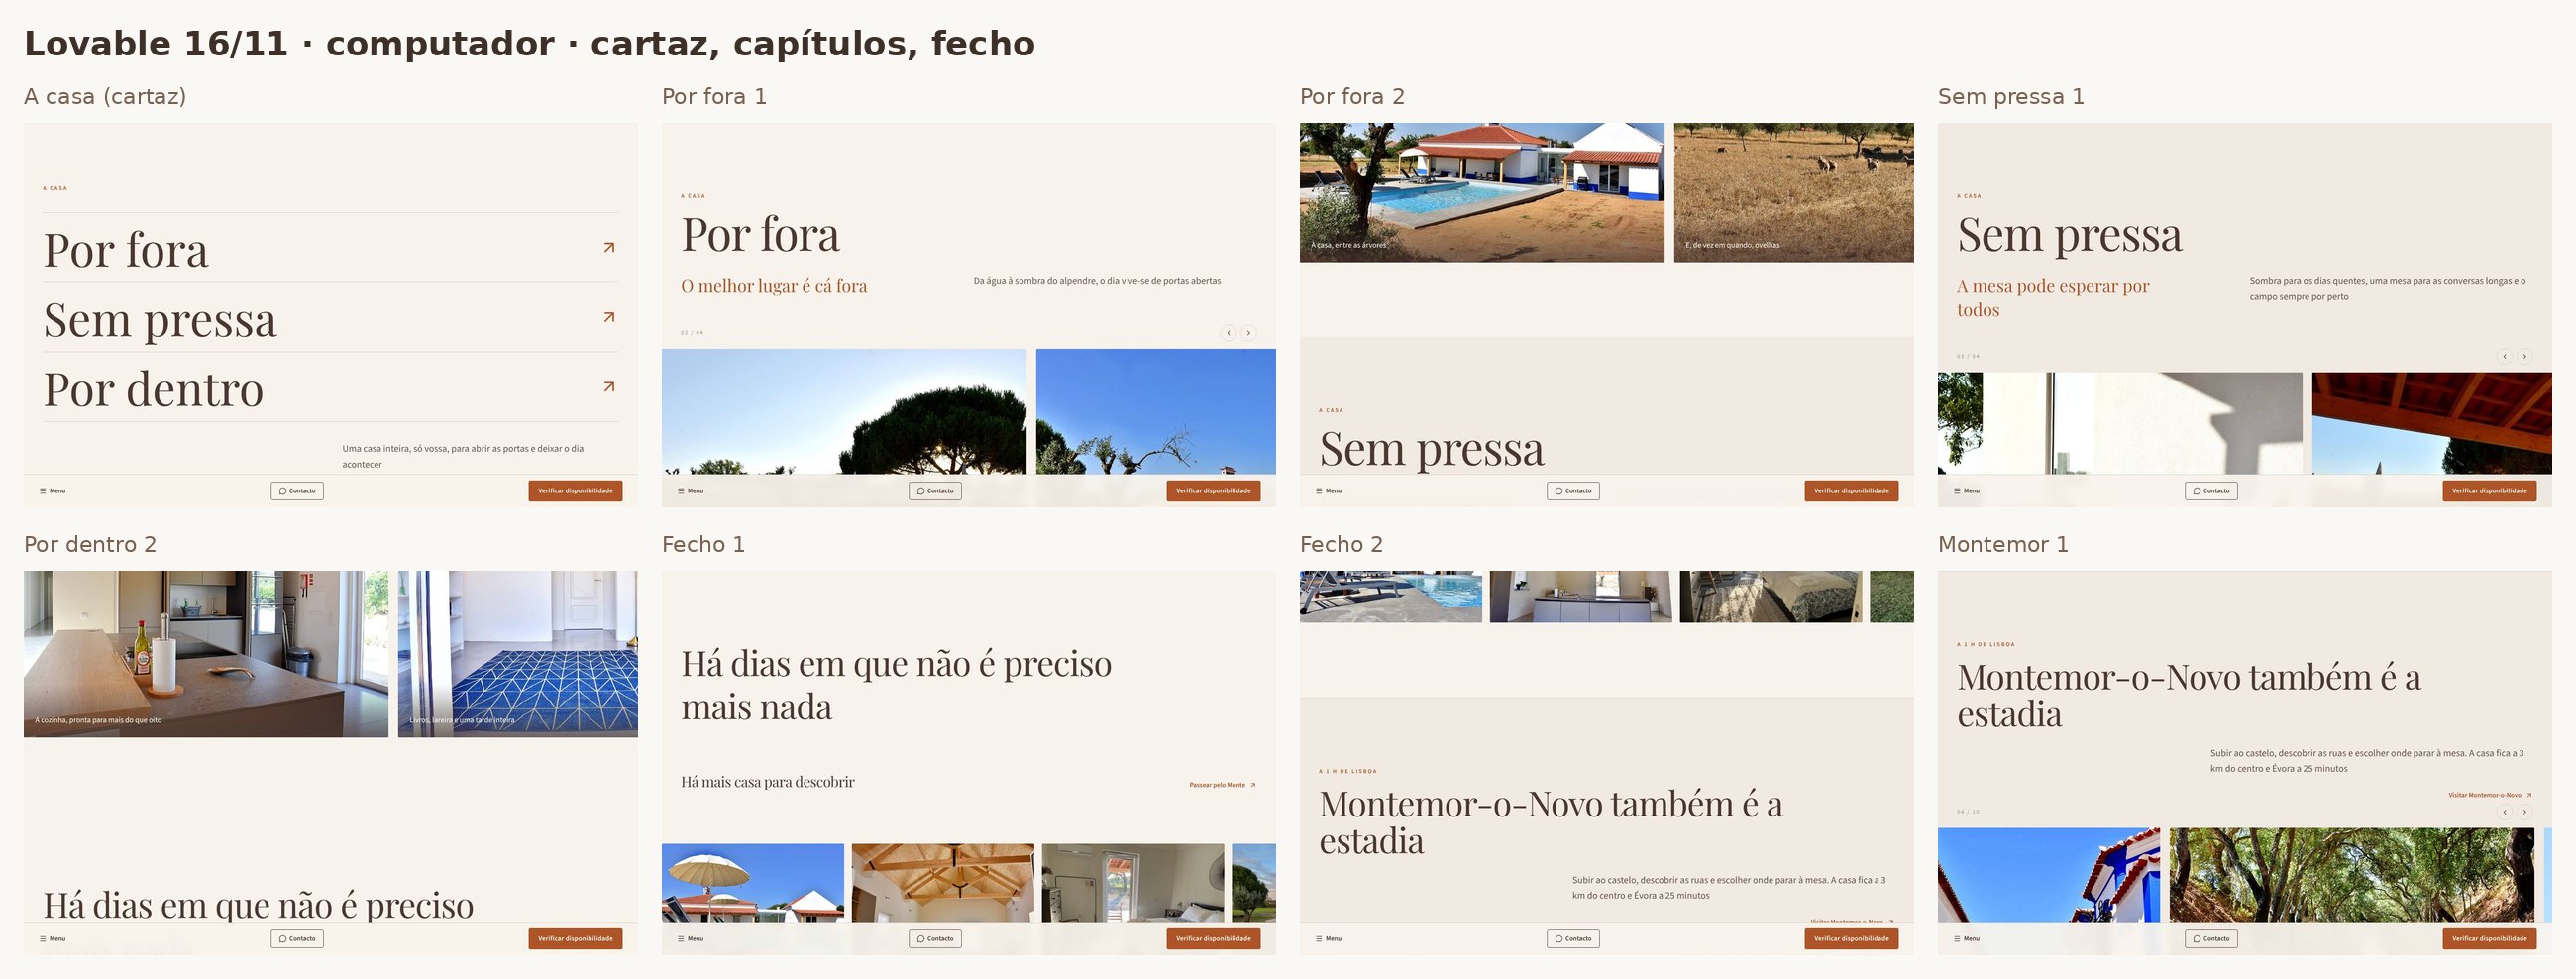 Lovable 16/11 · computador · cartaz, capítulos, fecho
A casa (cartaz)
A CASA
Por fora
Sem pressa
Por dentro
Uma casa inteira, só vossa, para abrir as portas e deixar o dia
acontecer
Menu
Contacto
Verificar disponibilidade
Por fora 1
A CASA
Por fora
O melhor lugar é cá fora
Da água à sombra do alpendre, o dia vive-se de portas abertas
02 / 04
Menu
Contacto
Verificar disponibilidade
Por fora 2
A casa, entre as árvores
E, de vez em quando, ovelhas
A CASA
Sem pressa
Menu
Contacto
Verificar disponibilidade
Sem pressa 1
A CASA
Sem pressa
A mesa pode esperar por
todos
Sombra para os dias quentes, uma mesa para as conversas longas e o
campo sempre por perto
Menu
Contacto
Verificar disponibilidade
Por dentro 2
A cozinha, pronta para mais do que oito
Livros, lareira e uma tarde inteira
Há dias em que não é preciso
Menu
Contacto
Verificar disponibilidade
Fecho 1
Há dias em que não é preciso
mais nada
Há mais casa para descobrir
Passear pelo Monte
Menu
Contacto
Verificar disponibilidade
Fecho 2
A 1 H DE LISBOA
Montemor-o-Novo também é a
estadia
Subir ao castelo, descobrir as ruas e escolher onde parar à mesa. A casa fica a 3
km do centro e Évora a 25 minutos
Visitar Montemor-o-Novo
Menu
Contacto
Verificar disponibilidade
Montemor 1
A 1 H DE LISBOA
Montemor-o-Novo também é a
estadia
Subir ao castelo, descobrir as ruas e escolher onde parar à mesa. A casa fica a 3
km do centro e Évora a 25 minutos
Visitar Montemor-o-Novo
Menu
Contacto
Verificar disponibilidade